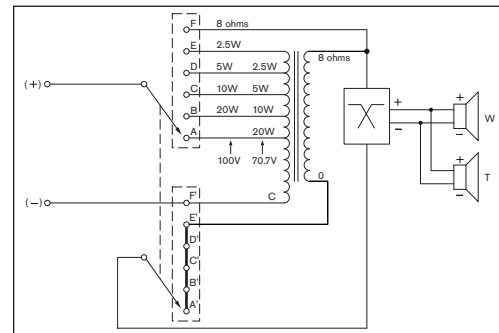 F 8 ohms
E 2.5W
8 ohms
D 5W 2.5W
(+)
C 10W 5W
B 20W 10W
+ + W
−
−
A 20W
100V 70.7V
+ T
−
0
(−) F' C
E'
D'
C'
B'
A'